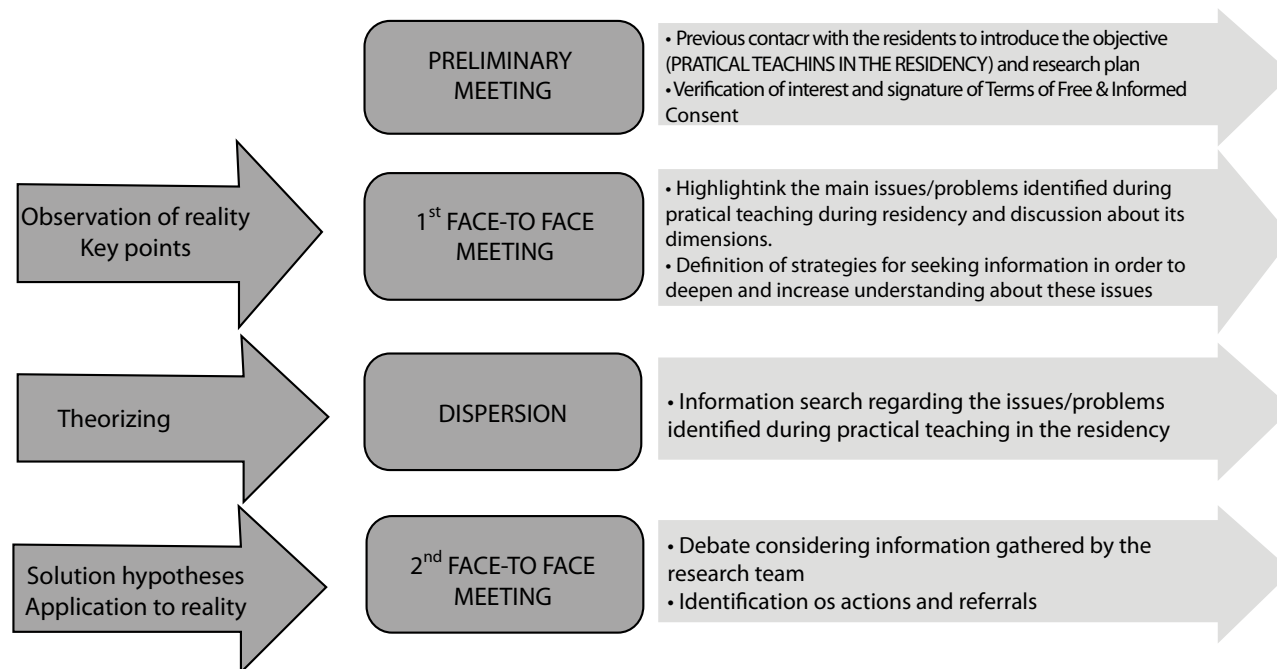 PRELIMINARY
MEETING
• Previous contacr with the residents to introduce the objective
(PRATICAL TEACHINS IN THE RESIDENCY) and research plan
• Verification of interest and signature of Terms of Free & Informed
Consent
Observation of reality
Key points
1st FACE-TO FACE
MEETING
• Highlightink the main issues/problems identified during
pratical teaching during residency and discussion about its
dimensions.
• Definition of strategies for seeking information in order to
deepen and increase understanding about these issues
Theorizing
DISPERSION
• Information search regarding the issues/problems
identified during practical teaching in the residency
Solution hypotheses
Application to reality
2nd FACE-TO FACE
MEETING
• Debate considering information gathered by the
research team
• Identification os actions and referrals